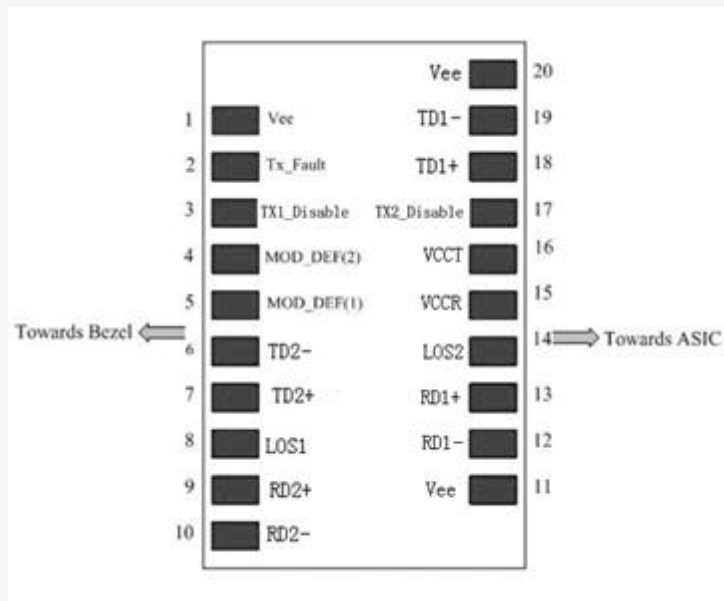 Vee 20
TD1- 19
1 Vee
TD1+ 18
2 Tx_Fault
3 TX1_Disable TX2_Disable 17
4 MOD_DEF(2) VCCT 16
5 MOD_DEF(1) VCCR 15
Towards Bezel
6 TD2- LOS2 14
Towards ASIC
7 TD2+ RD1+ 13
8 LOS1 RD1- 12
9 RD2+ Vee 11
10 RD2-